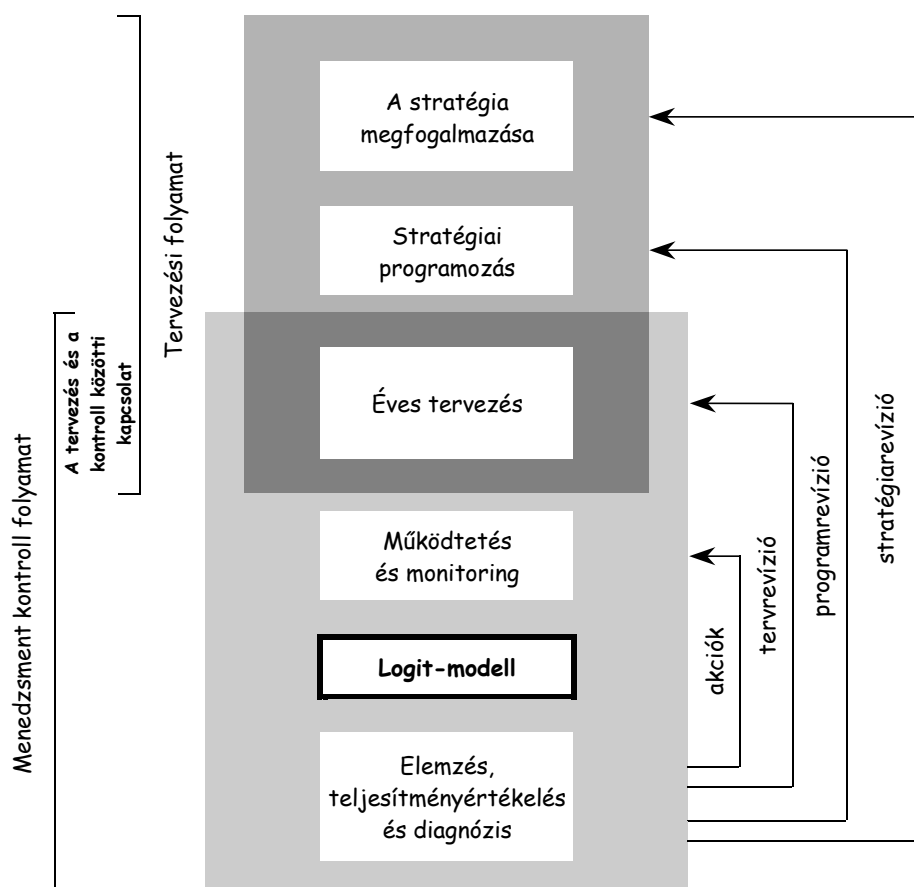 A stratégia
megfogalmazása
Stratégiai
programozás
Éves tervezés
Működtetés
és monitoring
Logit-modell
Elemzés,
teljesítményértékelés
és diagnózis
Tervezési folyamat
A tervezés és a
kontroll közötti
kapcsolat
Menedzsment kontroll folyamat
akciók
tervrevízió
programrevízió
stratégiarevízió